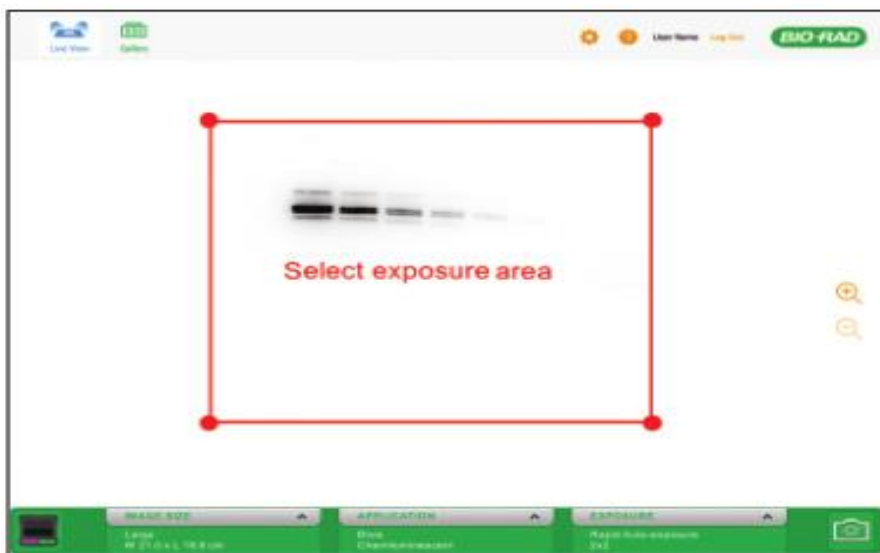 Live View
Gallery
User Name
Log Out
BIO-RAD
Select exposure area
IMAGE SIZE
APPLICATION
EXPOSURE
Large
Blots
Chemiluminescent
Rapid Auto-exposure
2x2